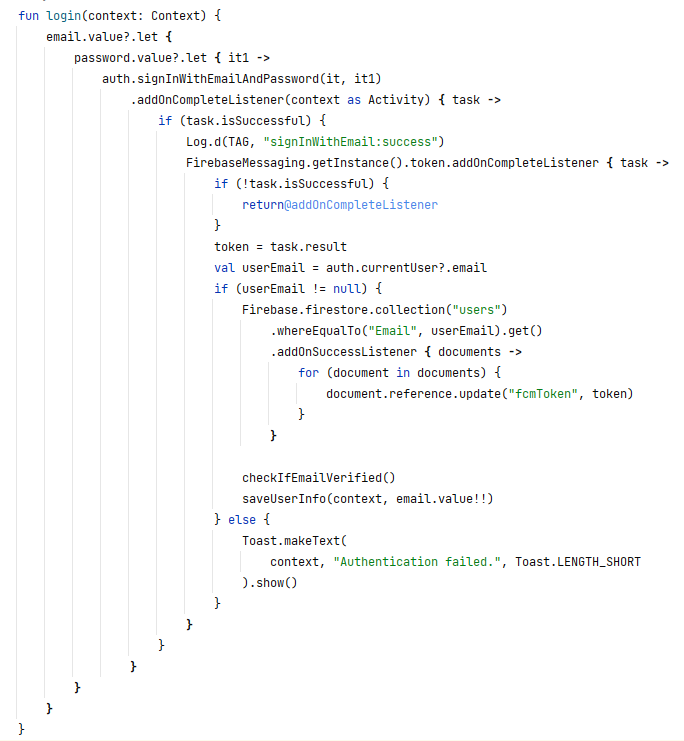 fun login(context: Context) {
    email.value?.let {
        password.value?.let { it1 ->
            auth.signInWithEmailAndPassword(it, it1)
                .addOnCompleteListener(context as Activity) { task ->
                    if (task.isSuccessful) {
                        Log.d(TAG, "signInWithEmail:success")
                        FirebaseMessaging.getInstance().token.addOnCompleteListener { task ->
                            if (!task.isSuccessful) {
                                return@addOnCompleteListener
                            }
                            token = task.result
                            val userEmail = auth.currentUser?.email
                            if (userEmail != null) {
                                Firebase.firestore.collection("users")
                                    .whereEqualTo("Email", userEmail).get()
                                    .addOnSuccessListener { documents ->
                                        for (document in documents) {
                                            document.reference.update("fcmToken", token)
                                        }
                                    }

                                checkIfEmailVerified()
                                saveUserInfo(context, email.value!!)
                            } else {
                                Toast.makeText(
                                    context, "Authentication failed.", Toast.LENGTH_SHORT
                                ).show()
                            }
                        }
                    }
                }
        }
    }
}